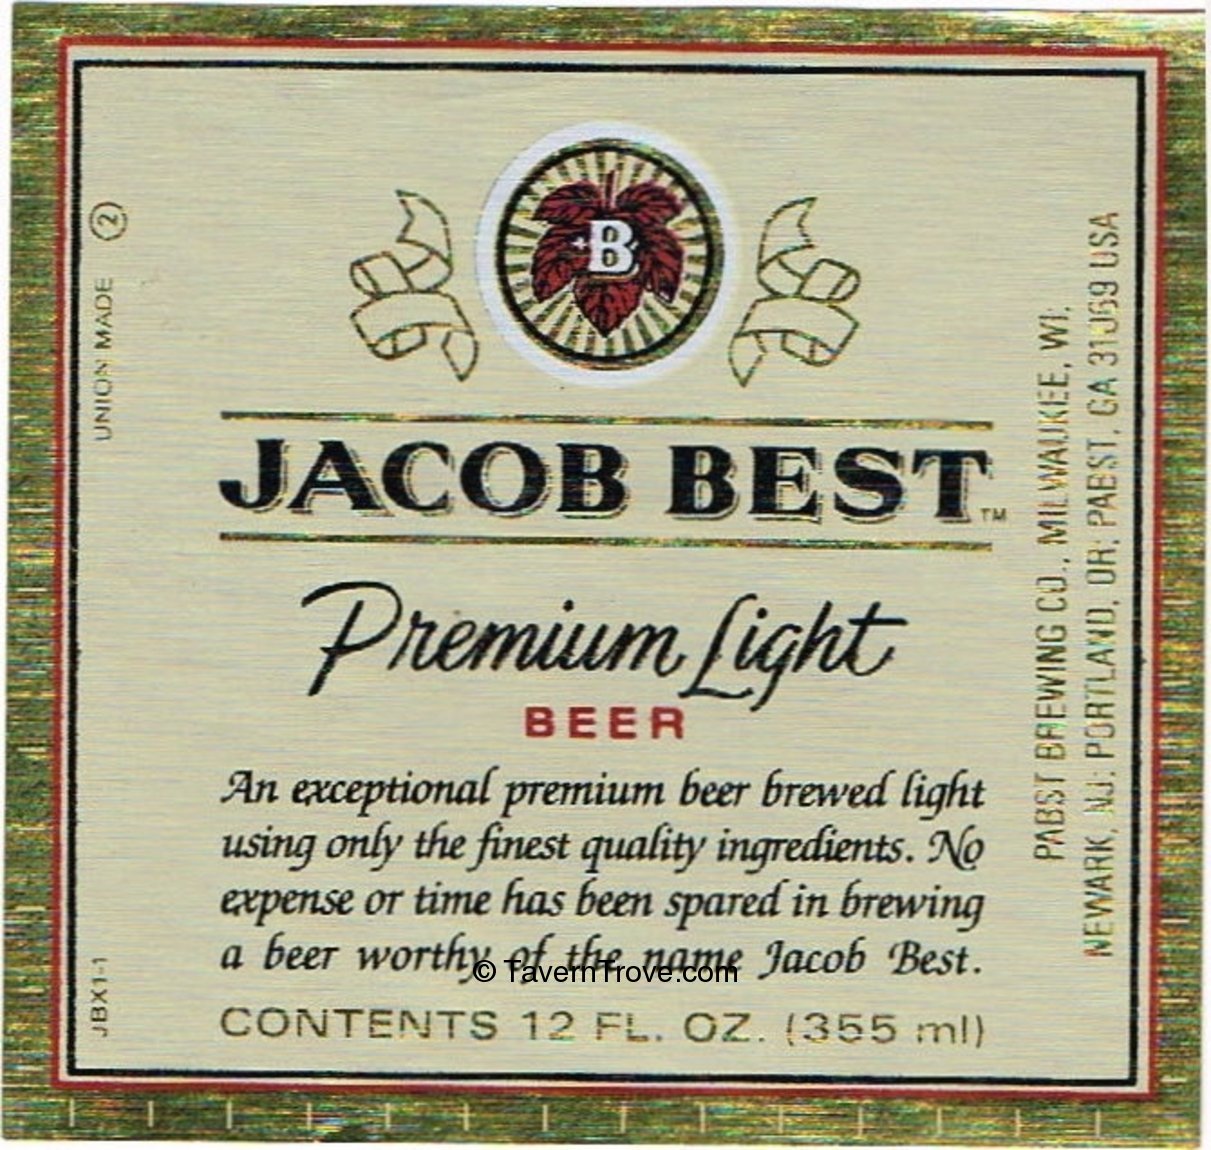 B
JACOB BEST™
Premium Light
BEER
An exceptional premium beer brewed light
using only the finest quality ingredients. No
expense or time has been spared in brewing
a beer worthy of the name Jacob Best.
© TavernTrove.com
CONTENTS 12 FL. OZ. (355 ml)
UNION MADE 2
JBX1-1
PABST BREWING CO., MILWAUKEE, WI;
NEWARK, NJ; PORTLAND, OR; PABST, GA 31J69 USA